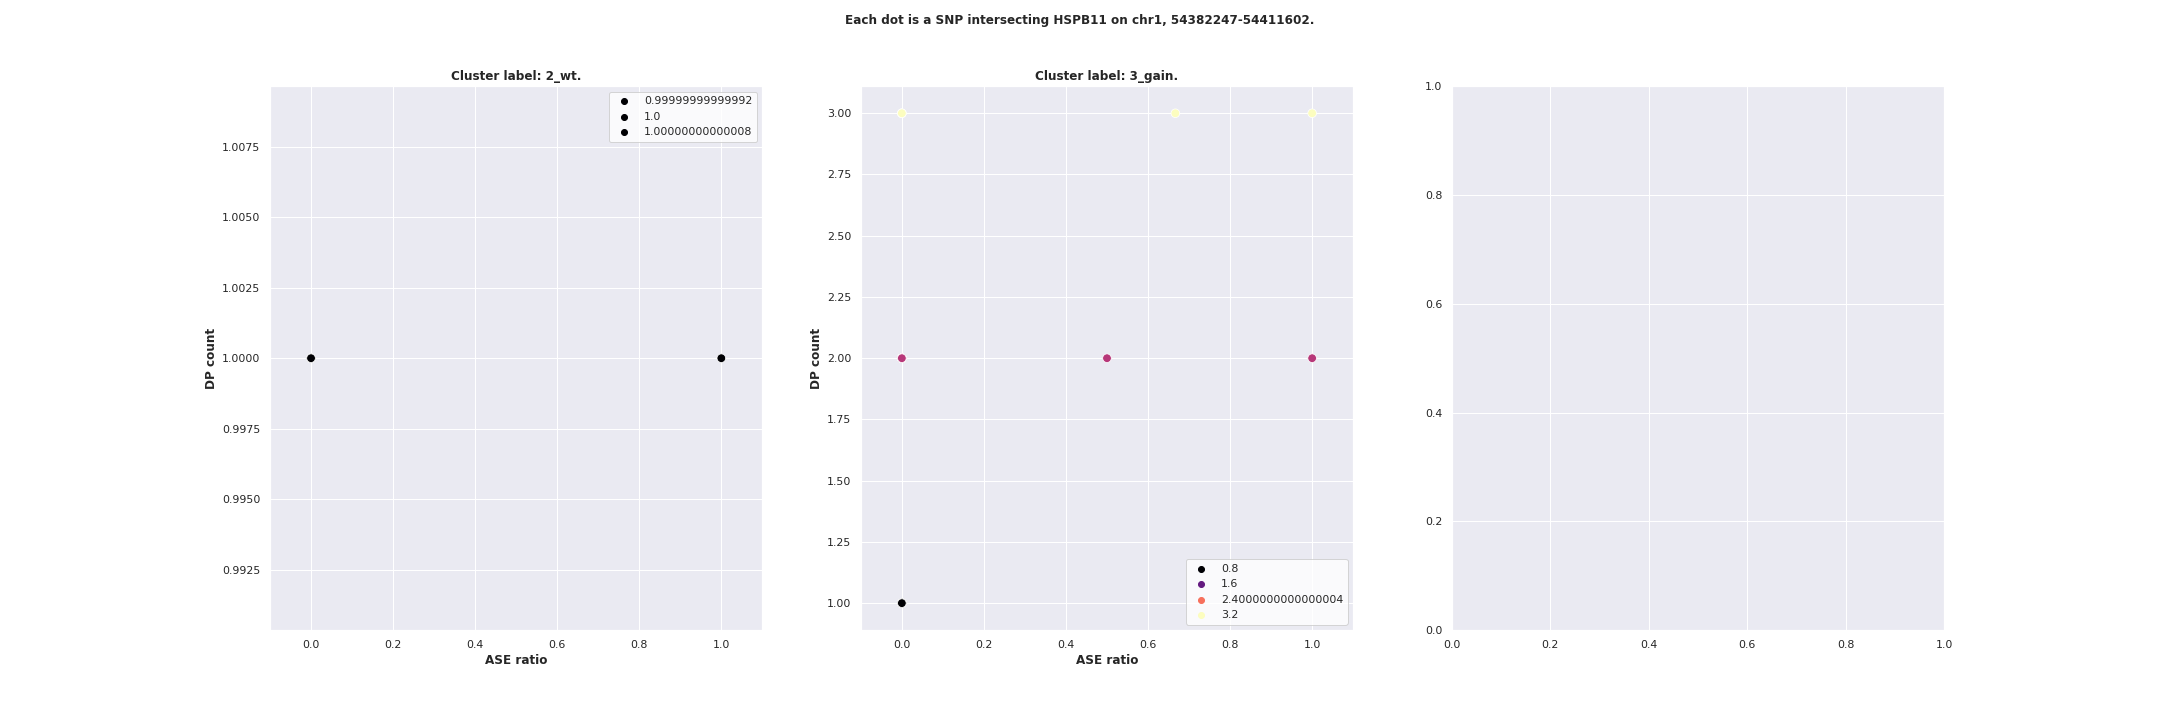 Each dot is a SNP intersecting HSPB11 on chr1, 54382247-54411602.
Cluster label: 2_wt.
0.99999999999992
1.0
1.00000000000008
1.0075
1.0050
1.0025
1.0000
0.9975
0.9950
0.9925
DP count
0.0 0.2 0.4 0.6 0.8 1.0
ASE ratio
Cluster label: 3_gain.
3.00
2.75
2.50
2.25
2.00
1.75
1.50
1.25
1.00
DP count
0.8
1.6
2.4000000000000004
3.2
0.0 0.2 0.4 0.6 0.8 1.0
ASE ratio
1.0
0.8
0.6
0.4
0.2
0.0
0.0 0.2 0.4 0.6 0.8 1.0